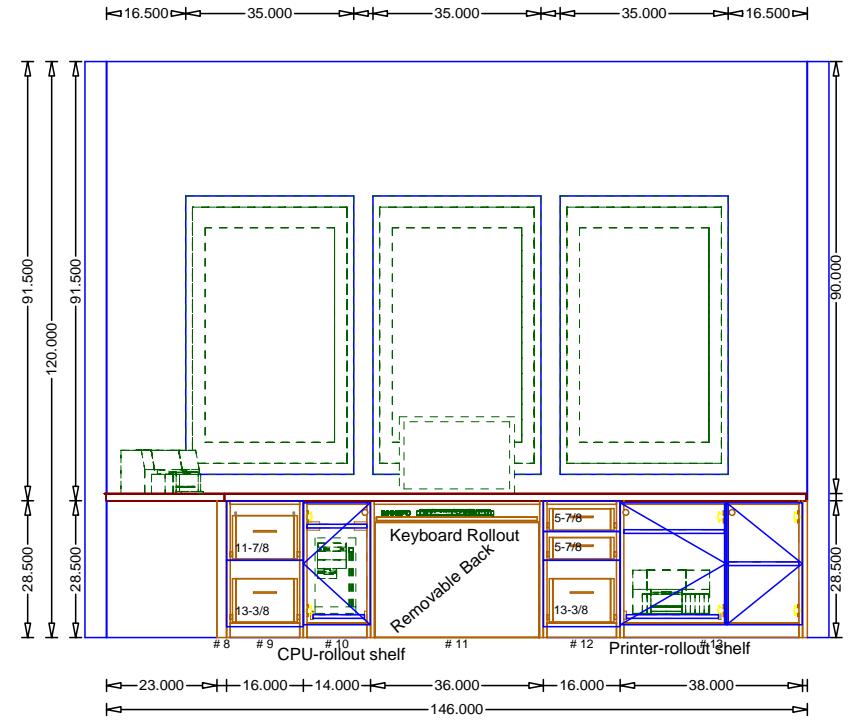 16.500 35.000 35.000 35.000 16.500
91.500 120.000 91.500 90.000
28.500 28.500 28.500
5-7/8
Keyboard Rollout
11-7/8 5-7/8
Removable Back
13-3/8 13-3/8
# 8 # 9 # 10 # 11 # 12 # 13
CPU-rollout shelf Printer-rollout shelf
23.000 16.000 14.000 36.000 16.000 38.000
146.000